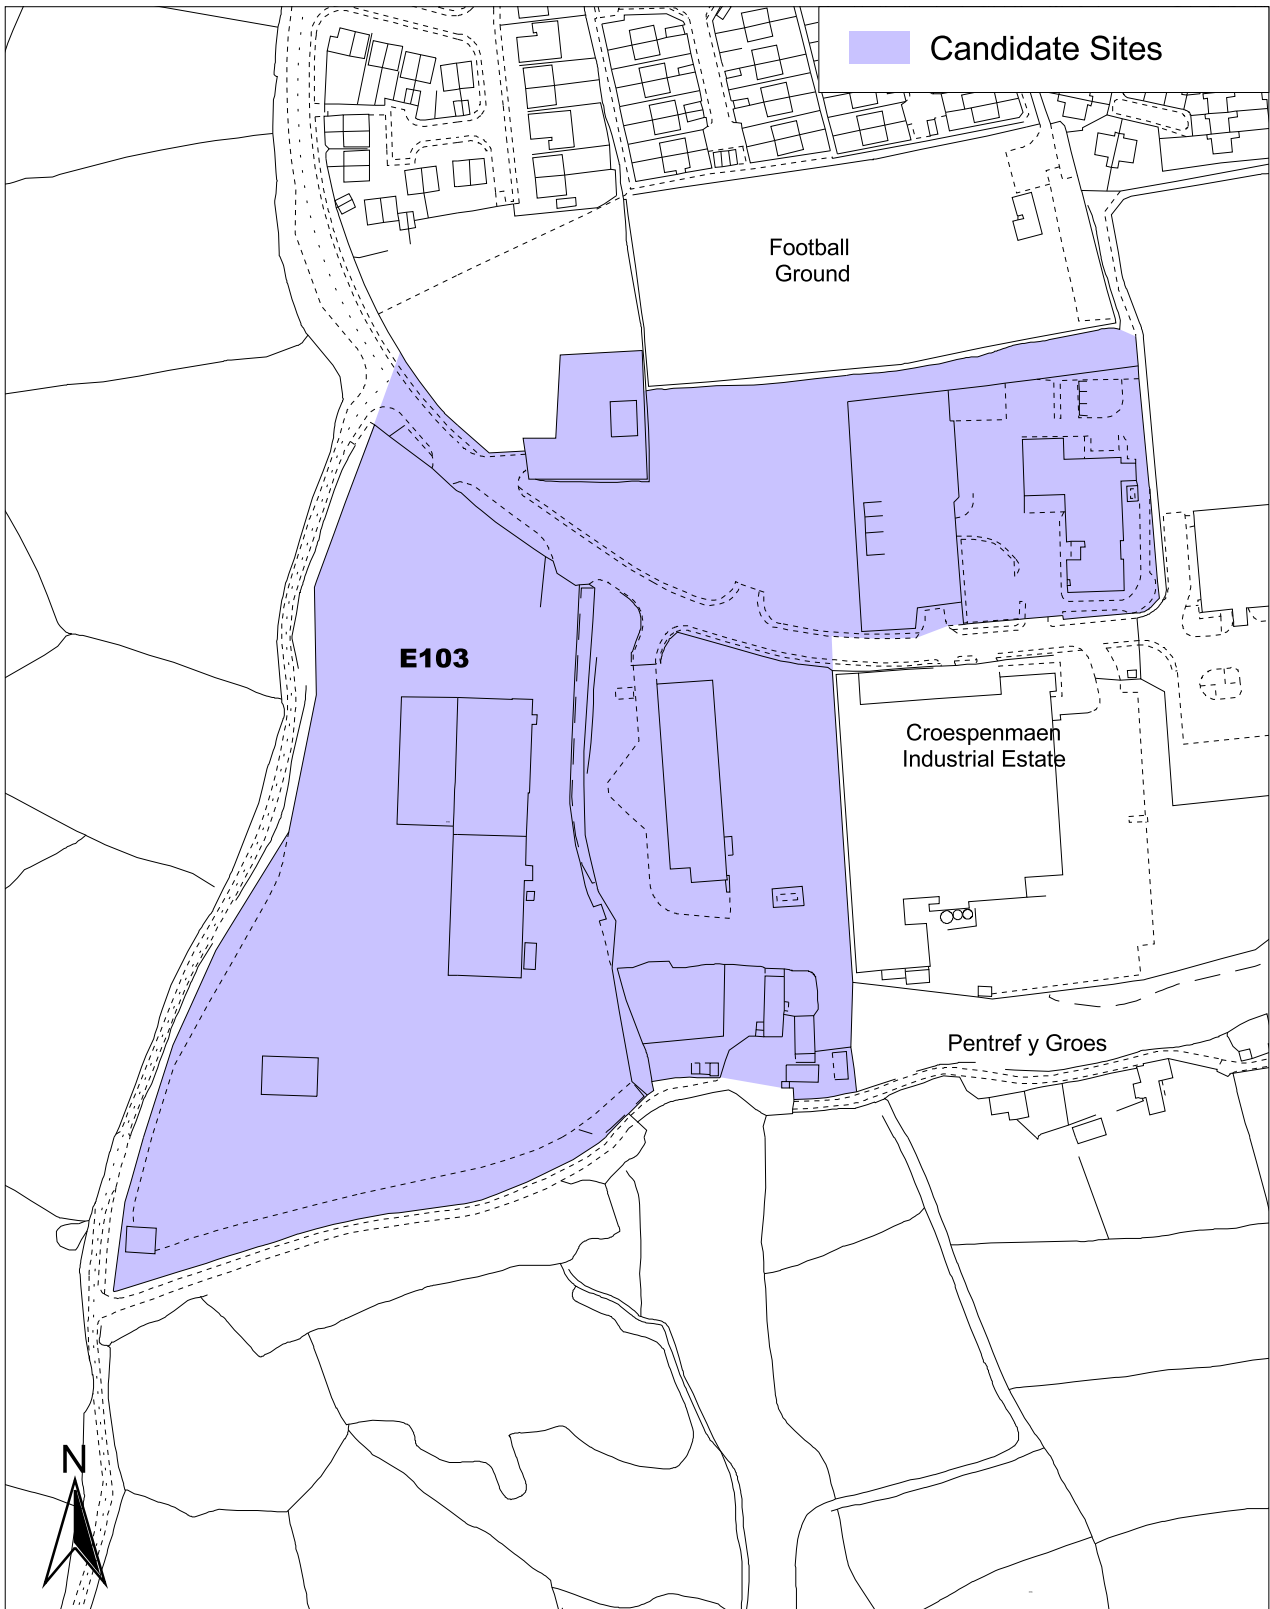 Candidate Sites
Football
Ground
E103
Croespenmaen
Industrial Estate
Pentref y Groes
N